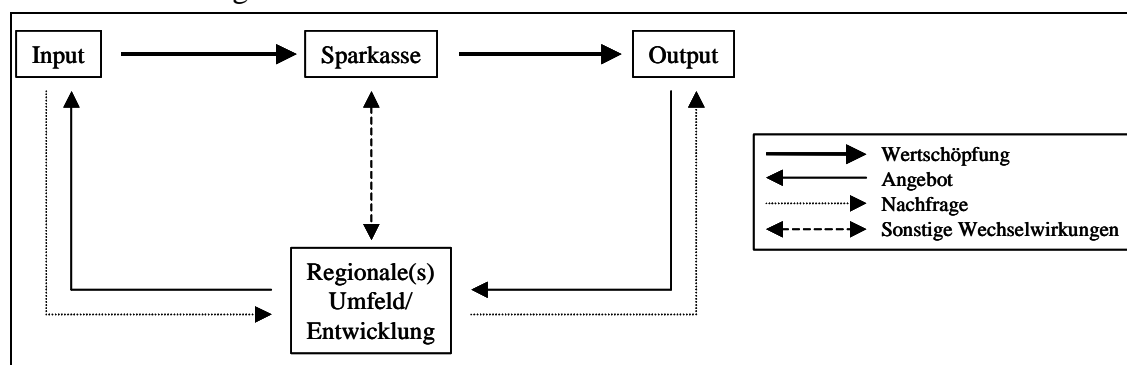 Input
Sparkasse
Output
Wertschöpfung
Angebot
Nachfrage
Sonstige Wechselwirkungen
Regionale(s)
Umfeld/
Entwicklung